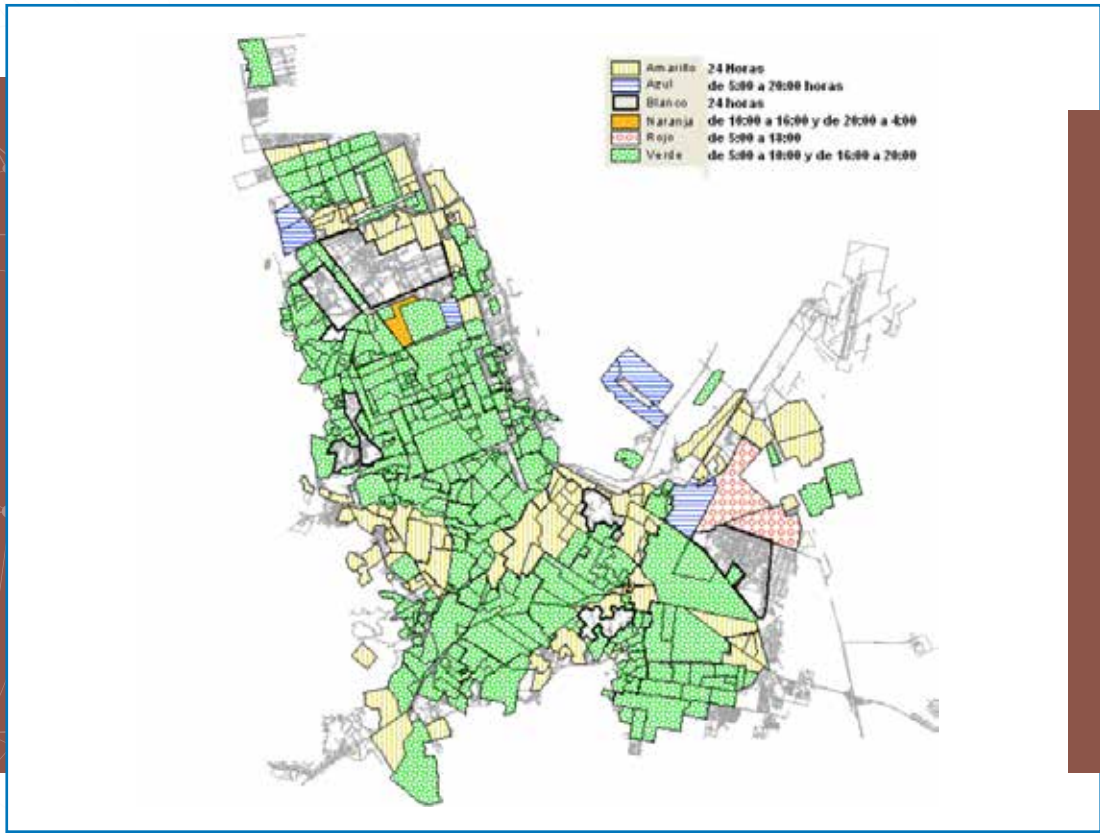 Amarillo 24 Horas
Azul de 5:00 a 20:00 horas
Blanco 24 horas
Naranja de 10:00 a 16:00 y de 20:00 a 4:00
Rojo de 5:00 a 18:00
Verde de 5:00 a 10:00 y de 16:00 a 20:00